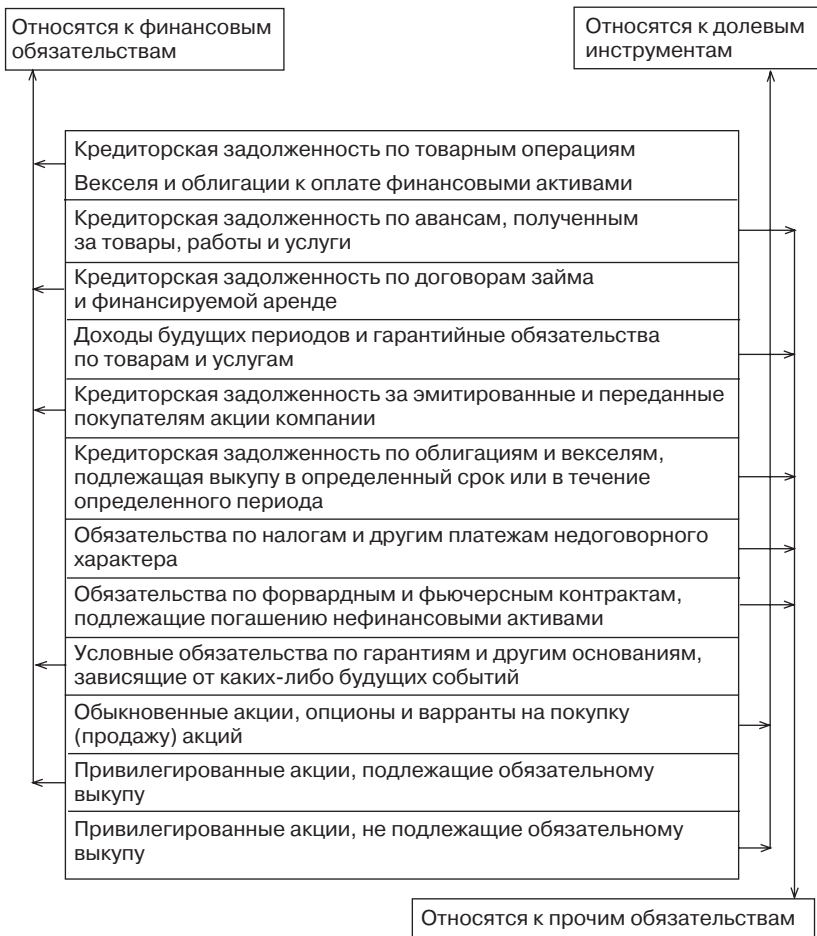 Относятся к финансовым
обязательствам
Относятся к долевым
инструментам
Кредиторская задолженность по товарным операциям
Векселя и облигации к оплате финансовыми активами
Кредиторская задолженность по авансам, полученным
за товары, работы и услуги
Кредиторская задолженность по договорам займа
и финансируемой аренде
Доходы будущих периодов и гарантийные обязательства
по товарам и услугам
Кредиторская задолженность за эмитированные и переданные
покупателям акции компании
Кредиторская задолженность по облигациям и векселям,
подлежащая выкупу в определенный срок или в течение
определенного периода
Обязательства по налогам и другим платежам недоговорного
характера
Обязательства по форвардным и фьючерсным контрактам,
подлежащие погашению нефинансовыми активами
Условные обязательства по гарантиям и другим основаниям,
зависящие от каких-либо будущих событий
Обыкновенные акции, опционы и варранты на покупку
(продажу) акций
Привилегированные акции, подлежащие обязательному
выкупу
Привилегированные акции, не подлежащие обязательному
выкупу
Относятся к прочим обязательствам